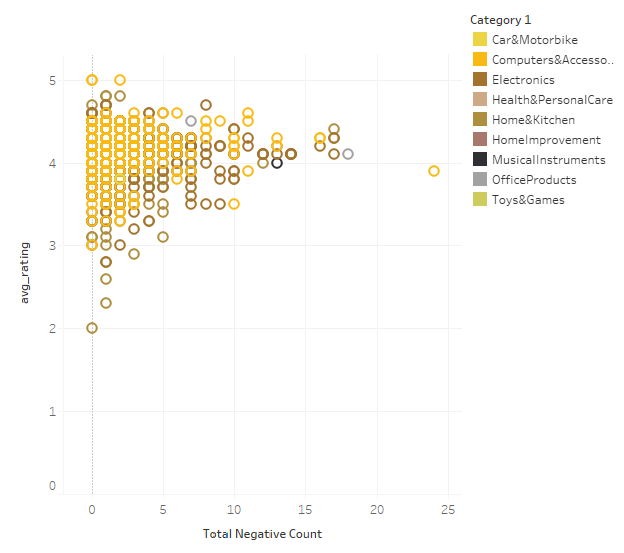 Category 1
Car&Motorbike
Computers&Accesso..
Electronics
Health&PersonalCare
Home&Kitchen
HomeImprovement
MusicalInstruments
OfficeProducts
Toys&Games
avg_rating
5
4
3
2
1
0
0 5 10 15 20 25
Total Negative Count